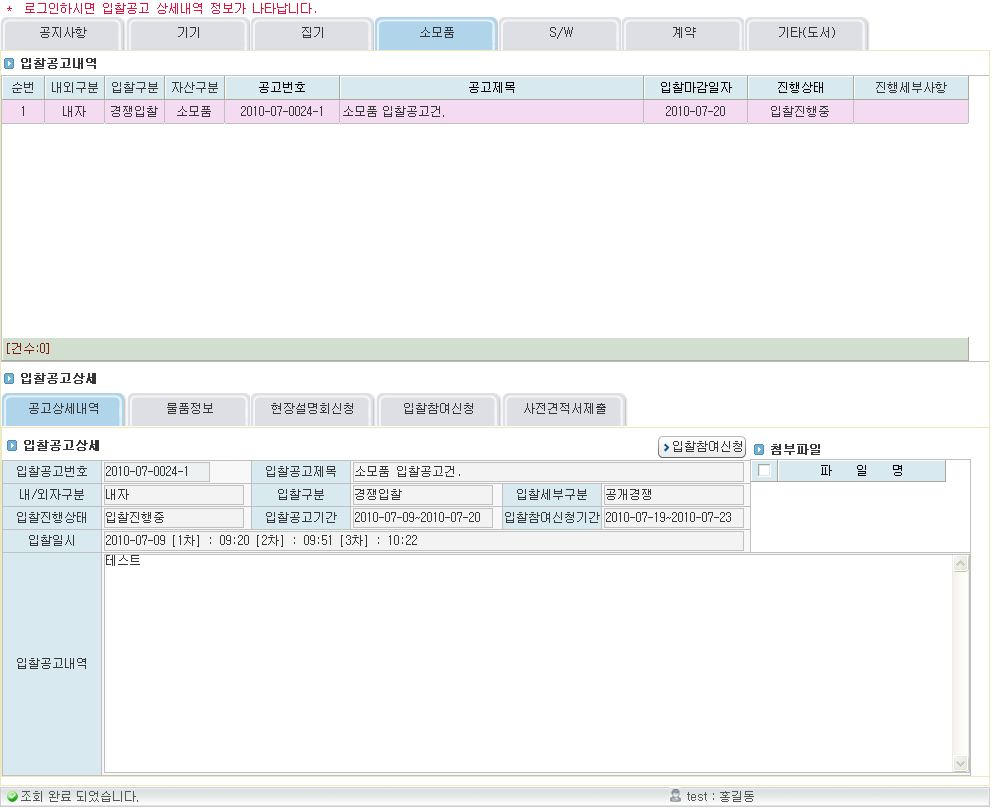 * 로그인하시면 입찰공고 상세내역 정보가 나타납니다.
공지사항 기기 집기 소모품 S/W 계약 기타(도서)
입찰공고내역
순번 내외구분 입찰구분 자산구분 공고번호 공고제목 입찰마감일자 진행상태 진행세부사항
1 내자 경쟁입찰 소모품 2010-07-0024-1 소모품 입찰공고건. 2010-07-20 입찰진행중
[건수:0]
입찰공고상세
공고상세내역 물품정보 현장설명회신청 입찰참여신청 사전견적서제출
입찰공고상세 입찰참여신청 첨부파일
입찰공고번호 2010-07-0024-1 입찰공고제목 소모품 입찰공고건. 파 일 명
내/외자구분 내자 입찰구분 경쟁입찰 입찰세부구분 공개경쟁
입찰진행상태 입찰진행중 입찰공고기간 2010-07-09~2010-07-20 입찰참여신청기간 2010-07-19~2010-07-23
입찰일시 2010-07-09 [1차] : 09:20 [2차] : 09:51 [3차] : 10:22
입찰공고내역 테스트
조회 완료 되었습니다. test : 홍길동